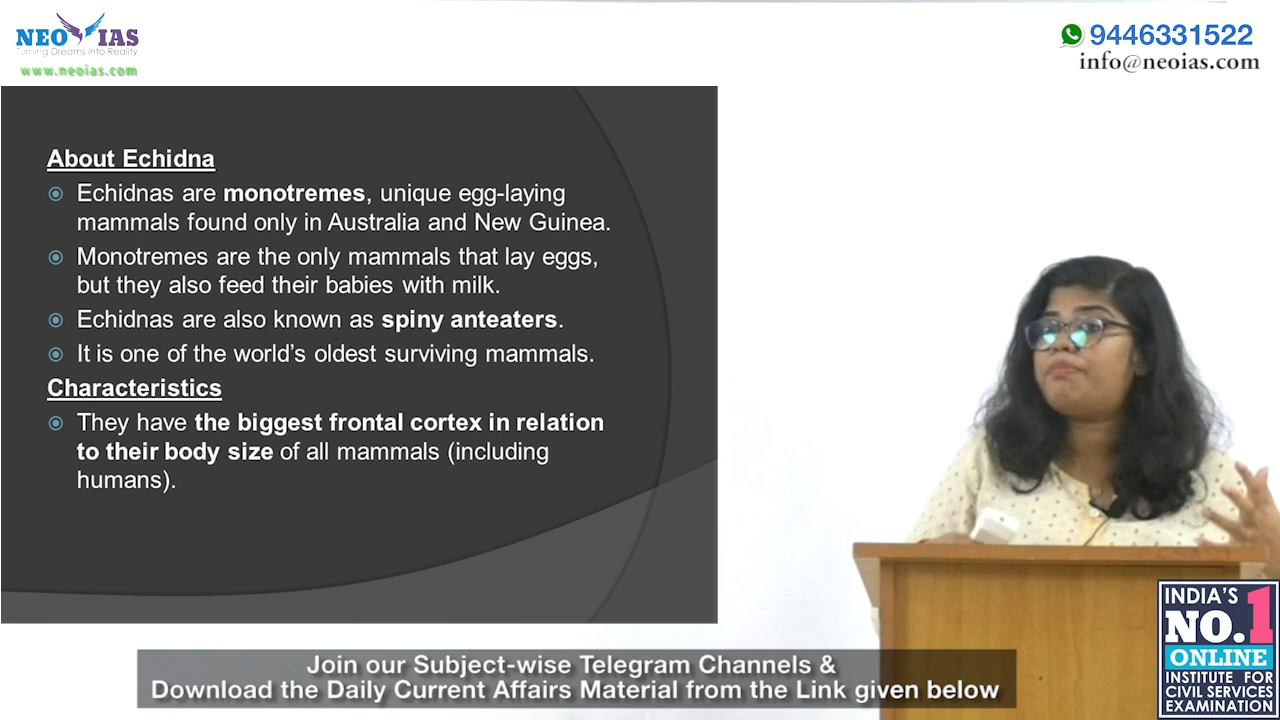 NEO IAS
Turning Dreams into Reality
www.neoias.com
9446331522
info@neoias.com
About Echidna
Echidnas are monotremes, unique egg-laying
mammals found only in Australia and New Guinea.
Monotremes are the only mammals that lay eggs,
but they also feed their babies with milk.
Echidnas are also known as spiny anteaters.
It is one of the world’s oldest surviving mammals.
Characteristics
They have the biggest frontal cortex in relation
to their body size of all mammals (including
humans).
INDIA’S
NO.1
ONLINE
INSTITUTE FOR
CIVIL SERVICES
EXAMINATION
Join our Subject-wise Telegram Channels &
Download the Daily Current Affairs Material from the Link given below